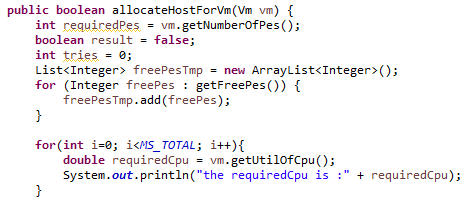 public boolean allocateHostForVm(Vm vm) {
    int requiredPes = vm.getNumberOfPes();
    boolean result = false;
    int tries = 0;
    List<Integer> freePesTmp = new ArrayList<Integer>();
    for (Integer freePes : getFreePes()) {
        freePesTmp.add(freePes);
    }

    for(int i=0; i<MS_TOTAL; i++){
        double requiredCpu = vm.getUtilOfCpu();
        System.out.println("the requiredCpu is :" + requiredCpu);
    }